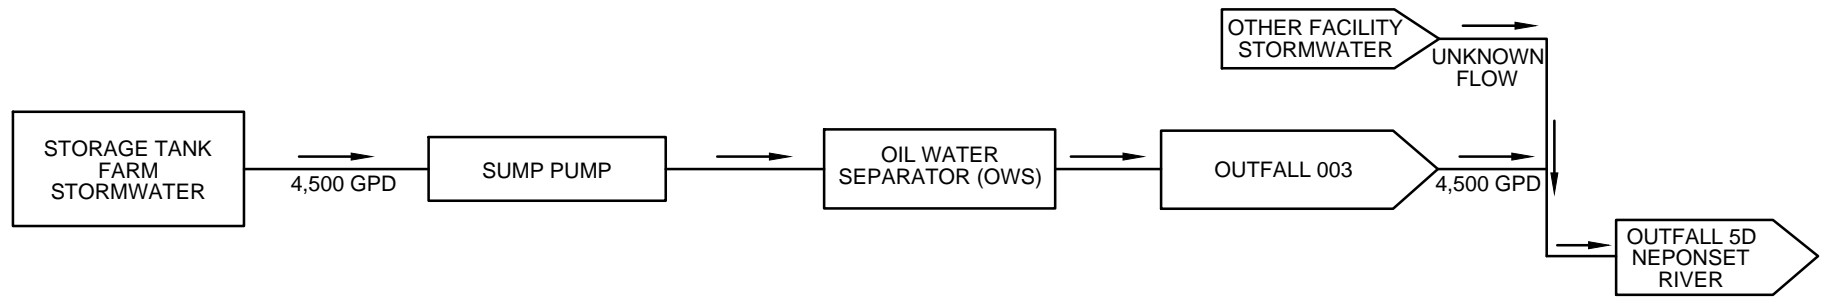 OTHER FACILITY
STORMWATER
UNKNOWN
FLOW
STORAGE TANK
FARM
STORMWATER
4,500 GPD
SUMP PUMP
OIL WATER
SEPARATOR (OWS)
OUTFALL 003
4,500 GPD
OUTFALL 5D
NEPONSET
RIVER